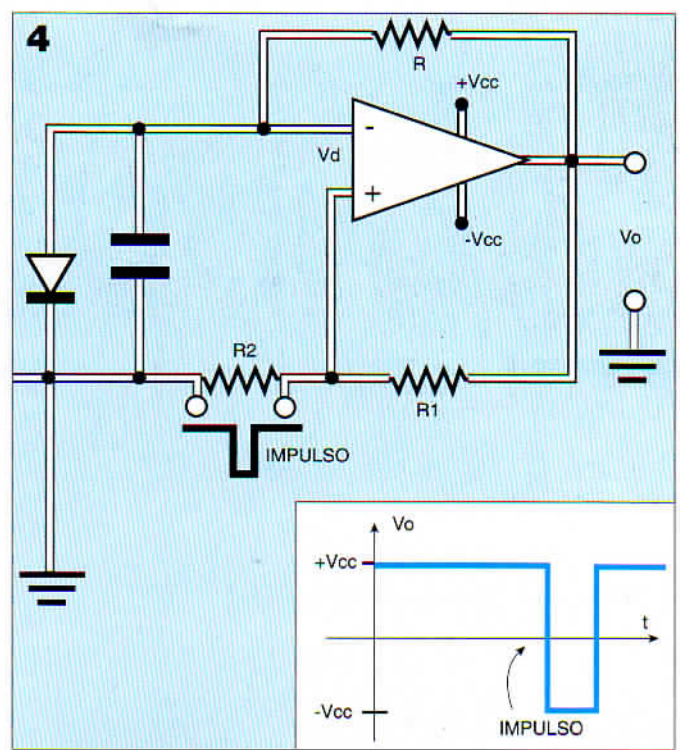 4
R
+Vcc
Vd
-
+
-Vcc
Vo
R2
R1
IMPULSO
Vo
+Vcc
t
-Vcc
IMPULSO